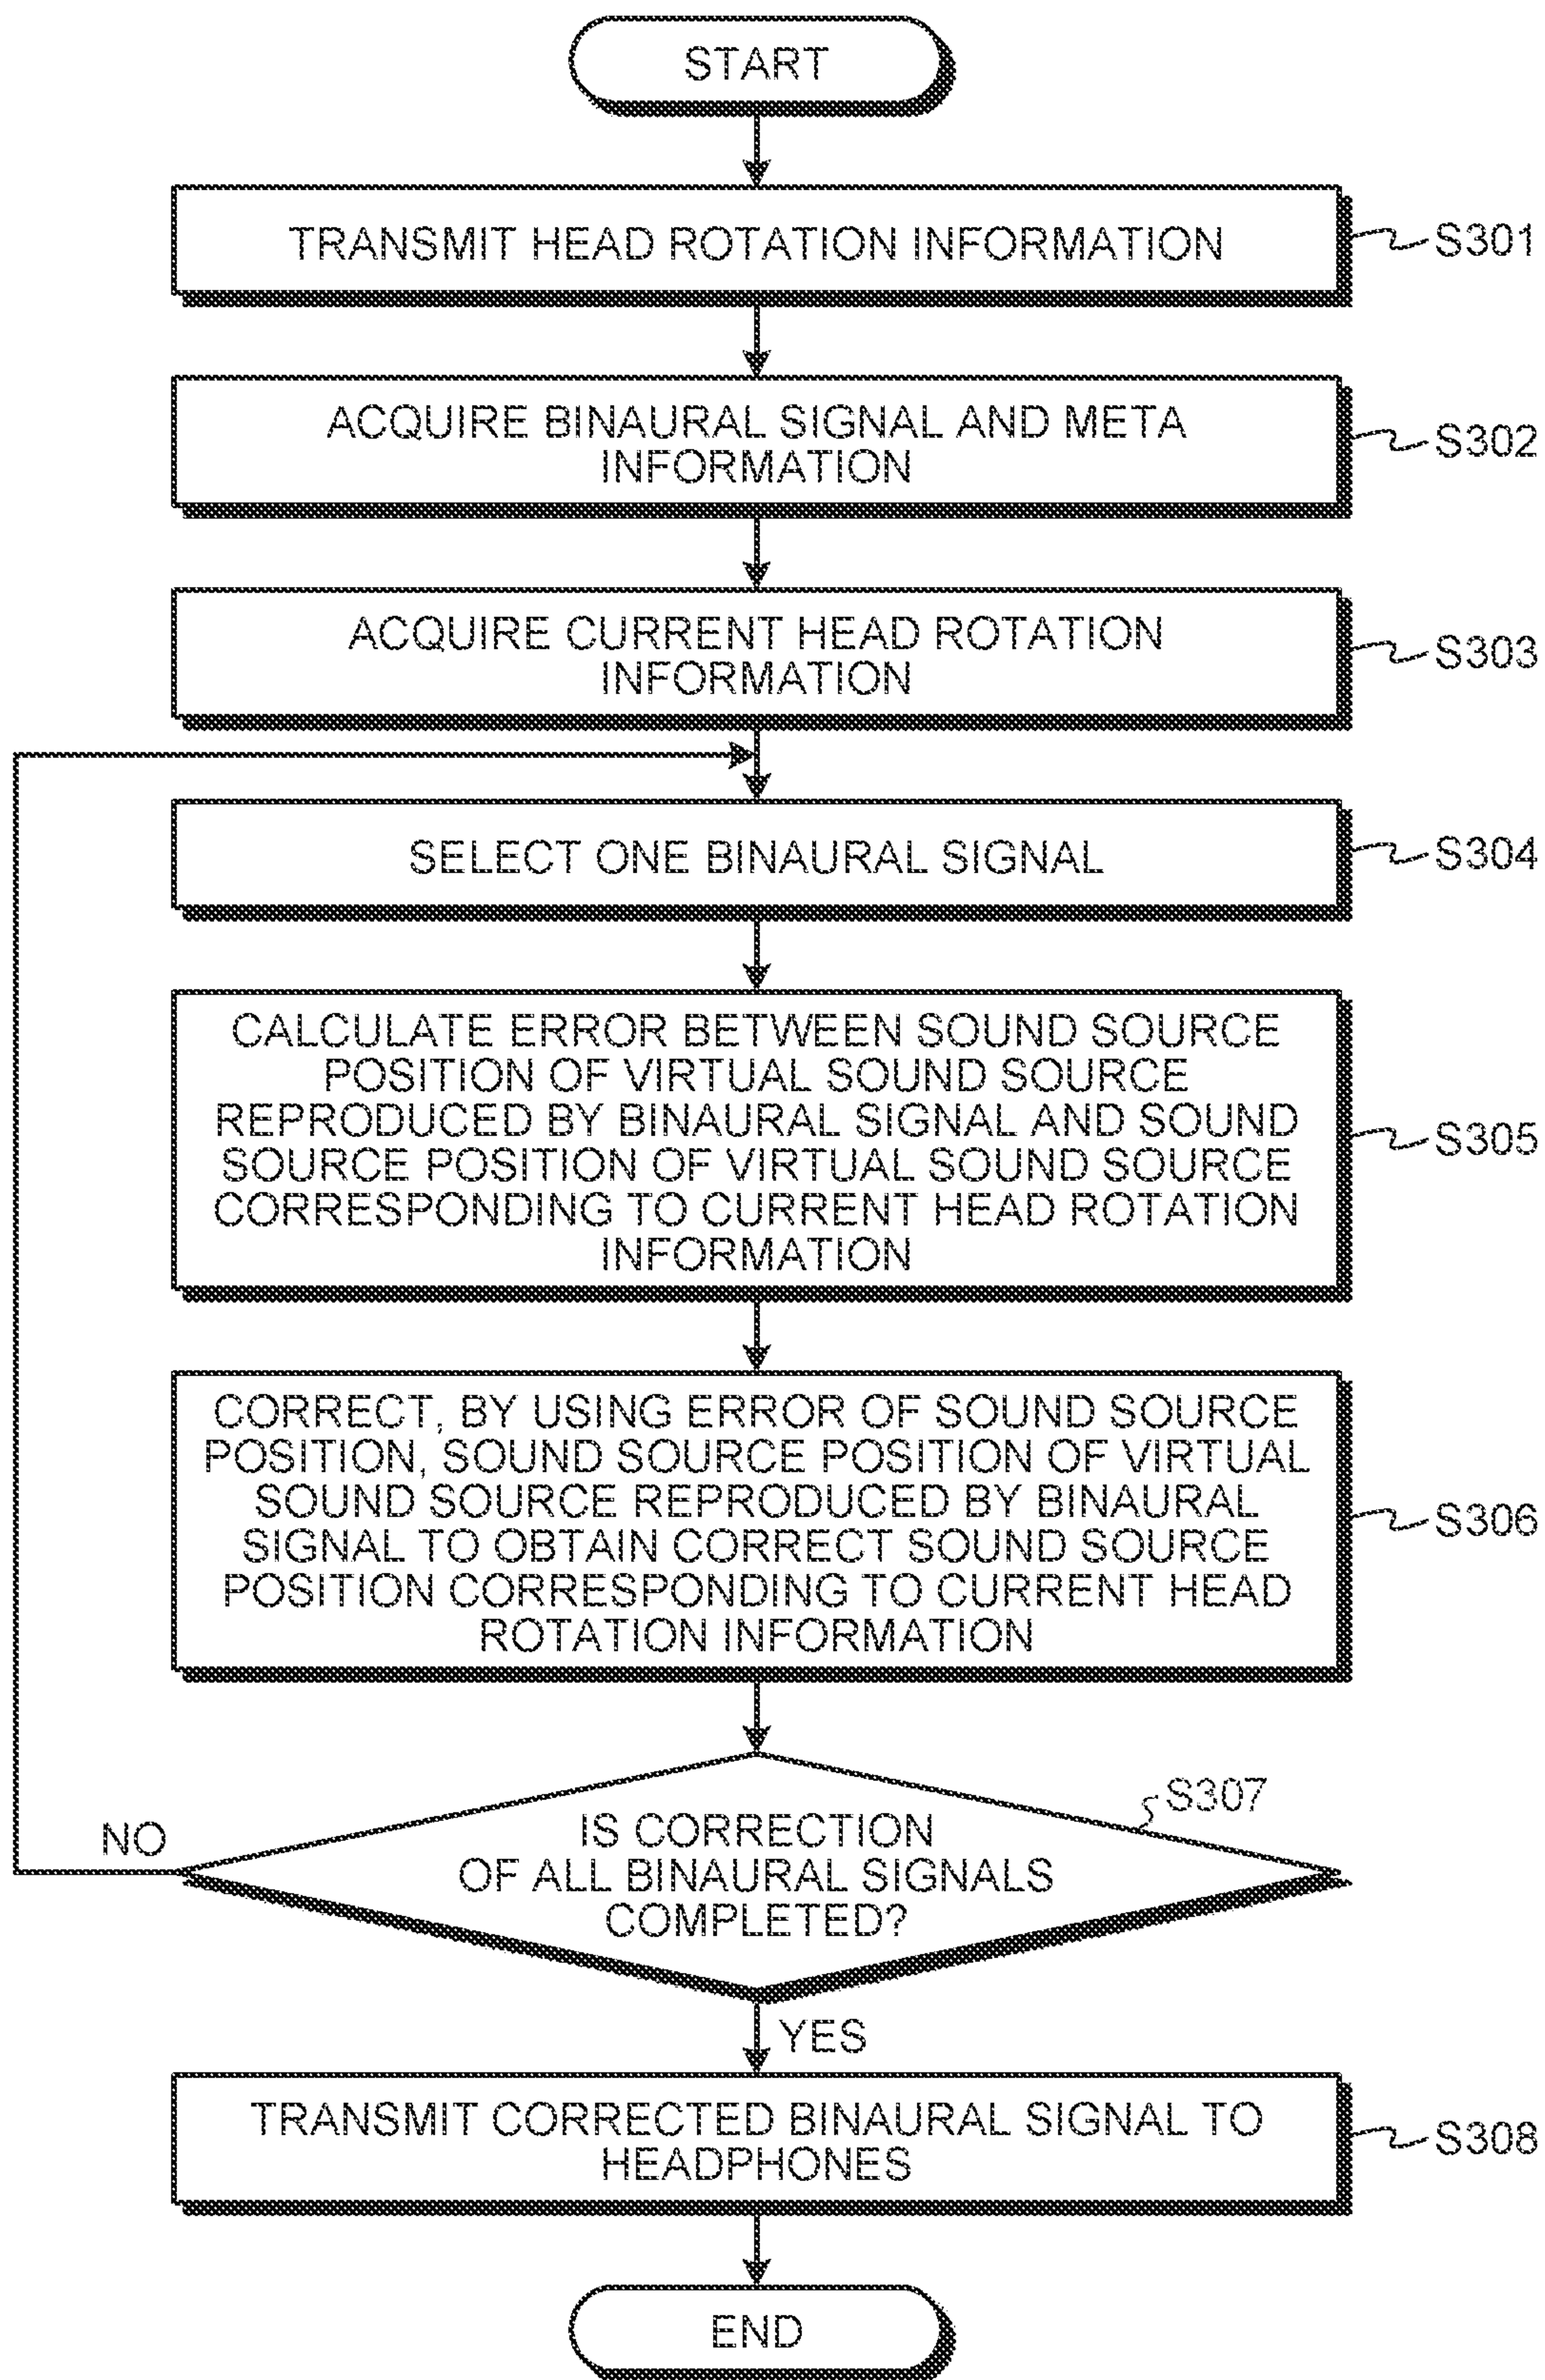 START
TRANSMIT HEAD ROTATION INFORMATION
S301
ACQUIRE BINAURAL SIGNAL AND META
INFORMATION
S302
ACQUIRE CURRENT HEAD ROTATION
INFORMATION
S303
SELECT ONE BINAURAL SIGNAL
S304
CALCULATE ERROR BETWEEN SOUND SOURCE
POSITION OF VIRTUAL SOUND SOURCE
REPRODUCED BY BINAURAL SIGNAL AND SOUND
SOURCE POSITION OF VIRTUAL SOUND SOURCE
CORRESPONDING TO CURRENT HEAD ROTATION
INFORMATION
S305
CORRECT, BY USING ERROR OF SOUND SOURCE
POSITION, SOUND SOURCE POSITION OF VIRTUAL
SOUND SOURCE REPRODUCED BY BINAURAL
SIGNAL TO OBTAIN CORRECT SOUND SOURCE
POSITION CORRESPONDING TO CURRENT HEAD
ROTATION INFORMATION
S306
S307
NO
IS CORRECTION
OF ALL BINAURAL SIGNALS
COMPLETED?
YES
TRANSMIT CORRECTED BINAURAL SIGNAL TO
HEADPHONES
S308
END